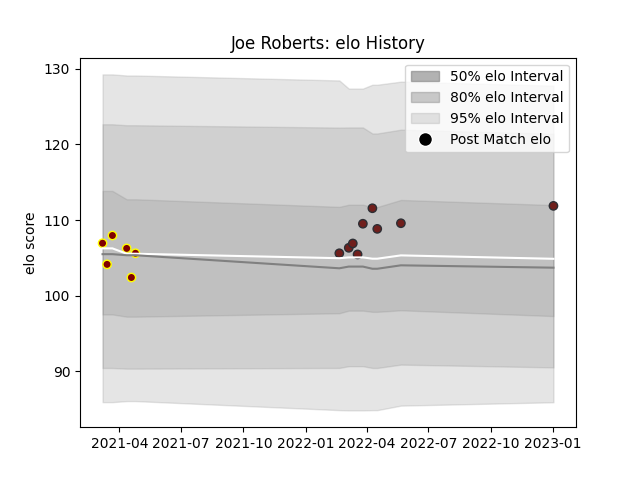 Joe Roberts: elo History
130
120
110
100
90
elo score
50% elo Interval
80% elo Interval
95% elo Interval
Post Match elo
2021-04 2021-07 2021-10 2022-01 2022-04 2022-07 2022-10 2023-01